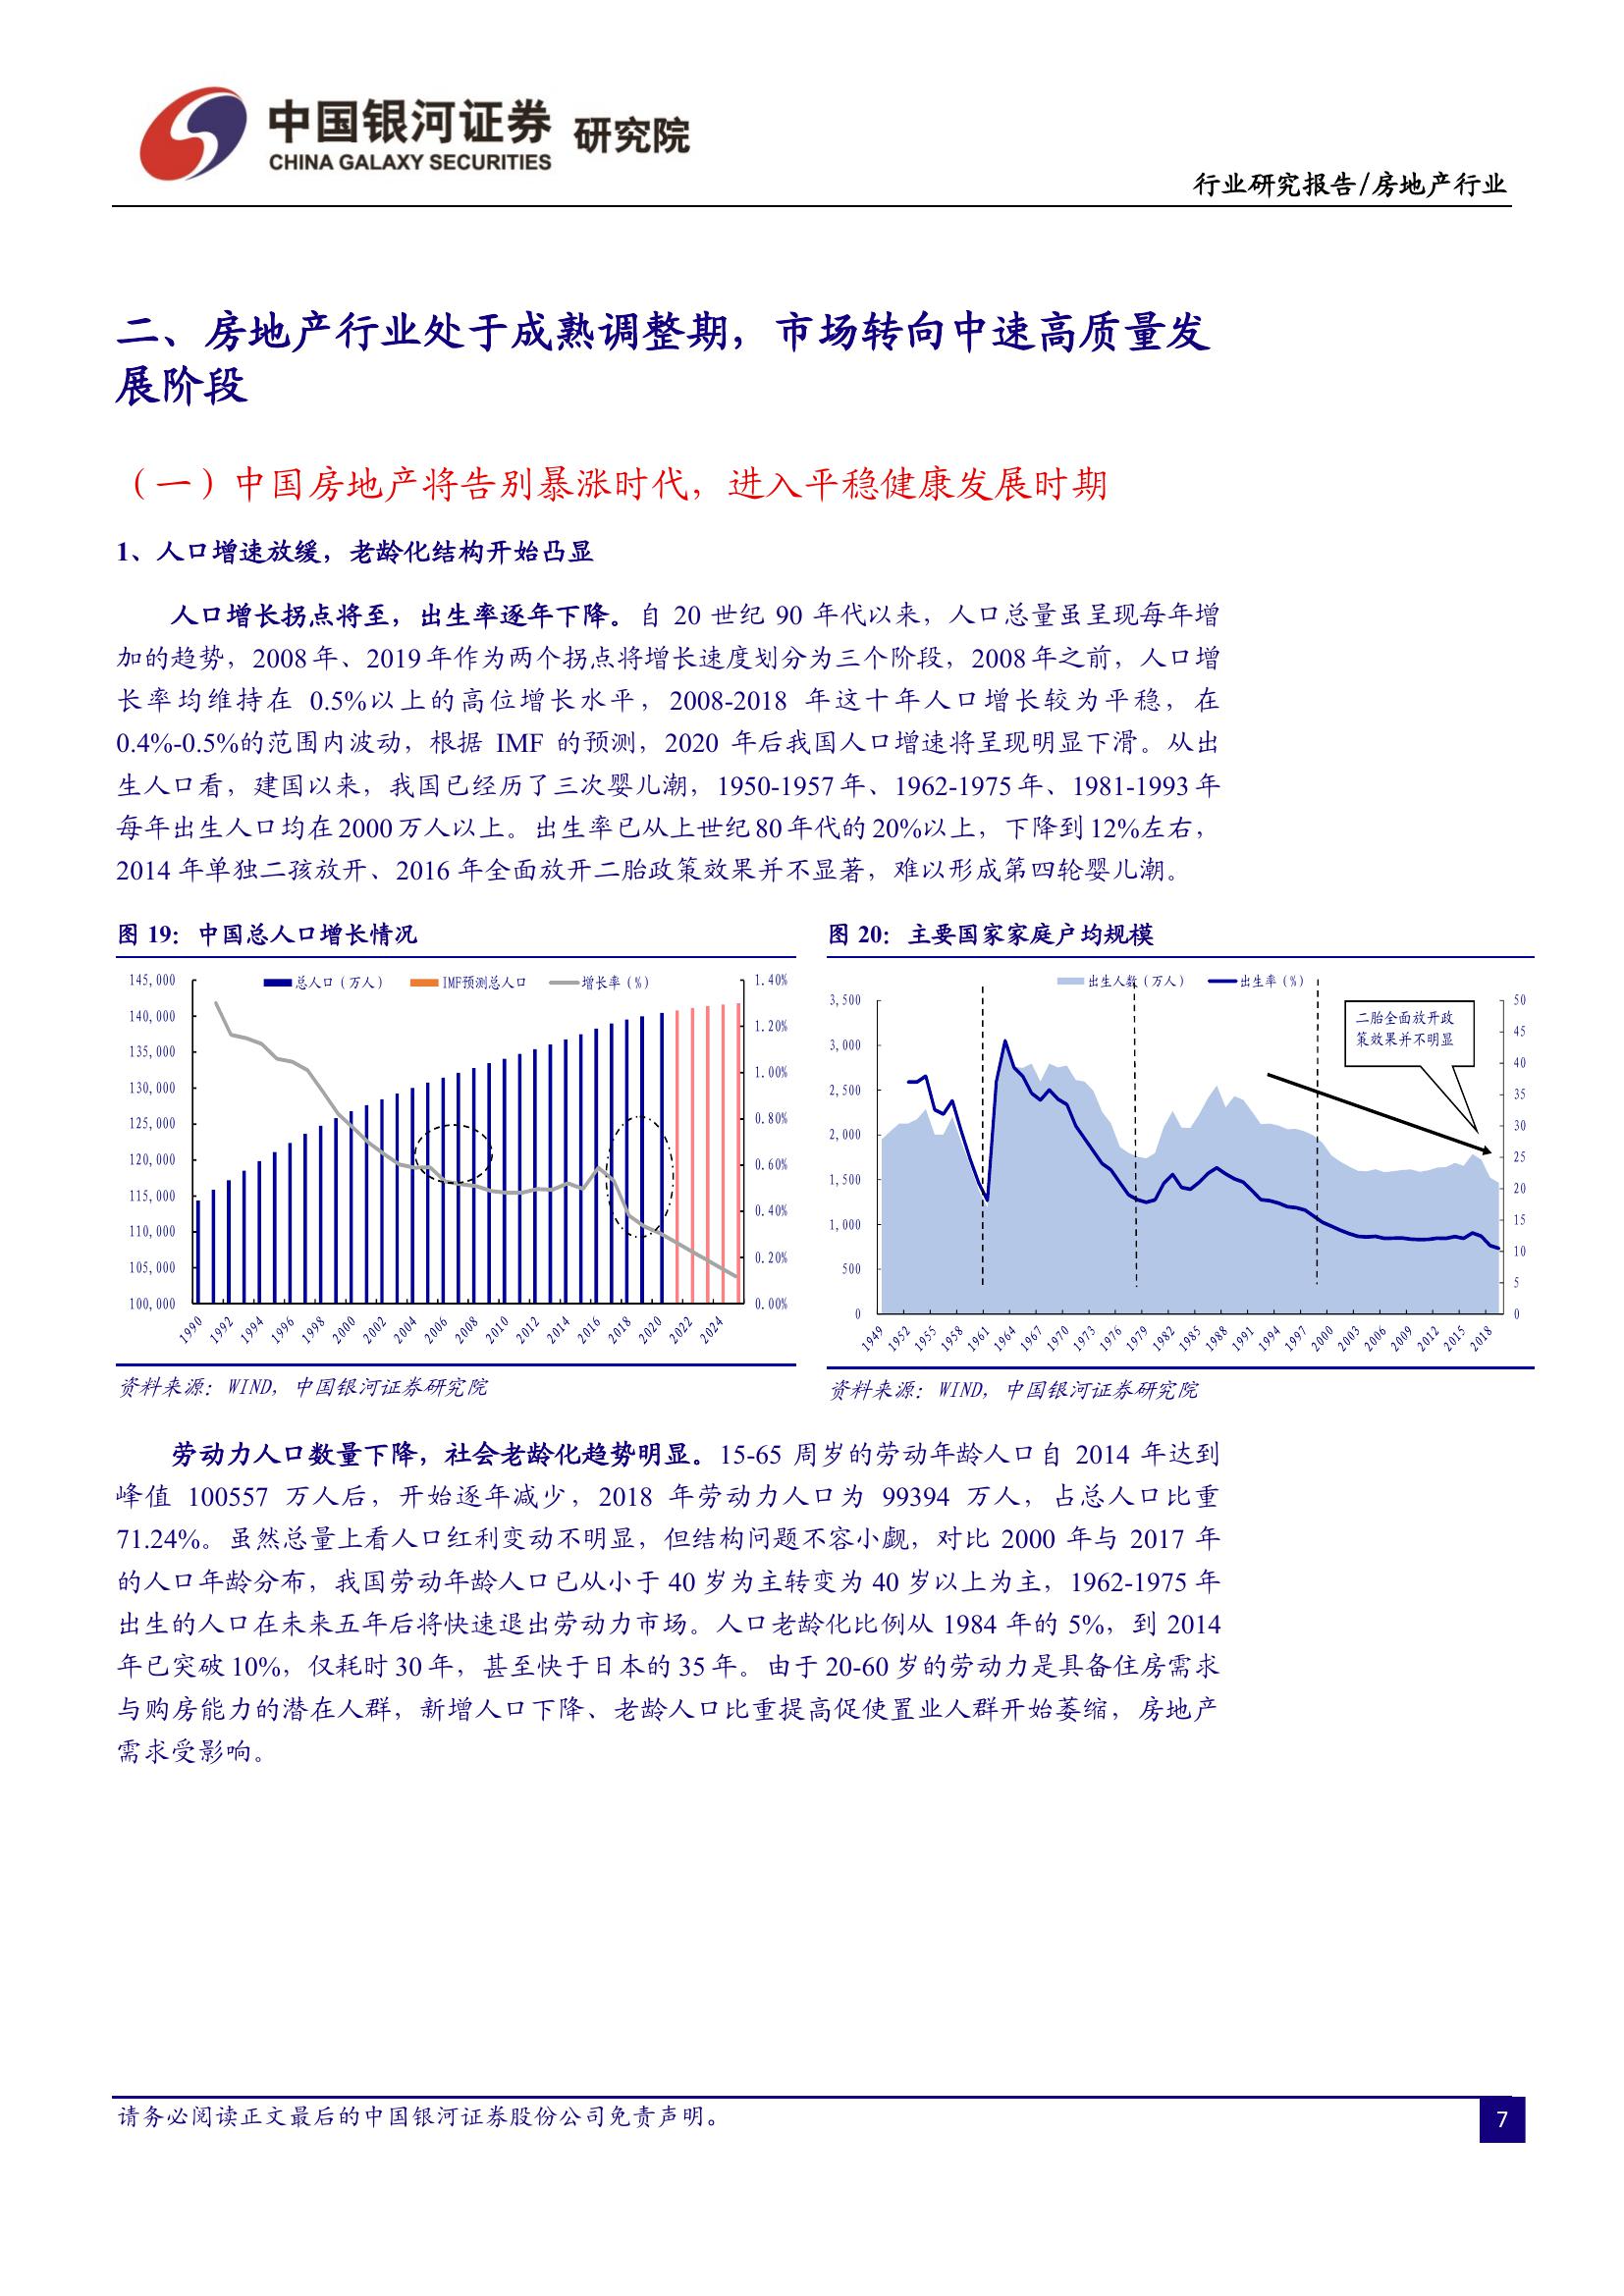 中国银河证券 研究院
CHINA GALAXY SECURITIES
行业研究报告/房地产行业
二、房地产行业处于成熟调整期，市场转向中速高质量发
展阶段
（一）中国房地产将告别暴涨时代，进入平稳健康发展时期
1、人口增速放缓，老龄化结构开始凸显
人口增长拐点将至，出生率逐年下降。自 20 世纪 90 年代以来，人口总量虽呈现每年增
加的趋势，2008 年、2019 年作为两个拐点将增长速度划分为三个阶段，2008 年之前，人口增
长率均维持在 0.5%以上的高位增长水平，2008-2018 年这十年人口增长较为平稳，在
0.4%-0.5%的范围内波动，根据 IMF 的预测，2020 年后我国人口增速将呈现明显下滑。从出
生人口看，建国以来，我国已经历了三次婴儿潮，1950-1957 年、1962-1975 年、1981-1993 年
每年出生人口均在 2000 万人以上。出生率已从上世纪 80 年代的 20%以上，下降到 12%左右，
2014 年单独二孩放开、2016 年全面放开二胎政策效果并不显著，难以形成第四轮婴儿潮。
图 19：中国总人口增长情况
总人口（万人） IMF预测总人口 增长率（%）
145,000
140,000
135,000
130,000
125,000
120,000
115,000
110,000
105,000
100,000
1.40%
1.20%
1.00%
0.80%
0.60%
0.40%
0.20%
0.00%
1990 1992 1994 1996 1998 2000 2002 2004 2006 2008 2010 2012 2014 2016 2018 2020 2022 2024
资料来源：WIND，中国银河证券研究院
图 20：主要国家家庭户均规模
出生人数（万人） 出生率（%）
3,500
3,000
2,500
2,000
1,500
1,000
500
0
二胎全面放开政
策效果并不明显
50
45
40
35
30
25
20
15
10
5
0
1949 1952 1955 1958 1961 1964 1967 1970 1973 1976 1979 1982 1985 1988 1991 1994 1997 2000 2003 2006 2009 2012 2015 2018
资料来源：WIND，中国银河证券研究院
劳动力人口数量下降，社会老龄化趋势明显。15-65 周岁的劳动年龄人口自 2014 年达到
峰值 100557 万人后，开始逐年减少，2018 年劳动力人口为 99394 万人，占总人口比重
71.24%。虽然总量上看人口红利变动不明显，但结构问题不容小觑，对比 2000 年与 2017 年
的人口年龄分布，我国劳动年龄人口已从小于 40 岁为主转变为 40 岁以上为主，1962-1975 年
出生的人口在未来五年后将快速退出劳动力市场。人口老龄化比例从 1984 年的 5%，到 2014
年已突破 10%，仅耗时 30 年，甚至快于日本的 35 年。由于 20-60 岁的劳动力是具备住房需求
与购房能力的潜在人群，新增人口下降、老龄人口比重提高促使置业人群开始萎缩，房地产
需求受影响。
请务必阅读正文最后的中国银河证券股份公司免责声明。
7